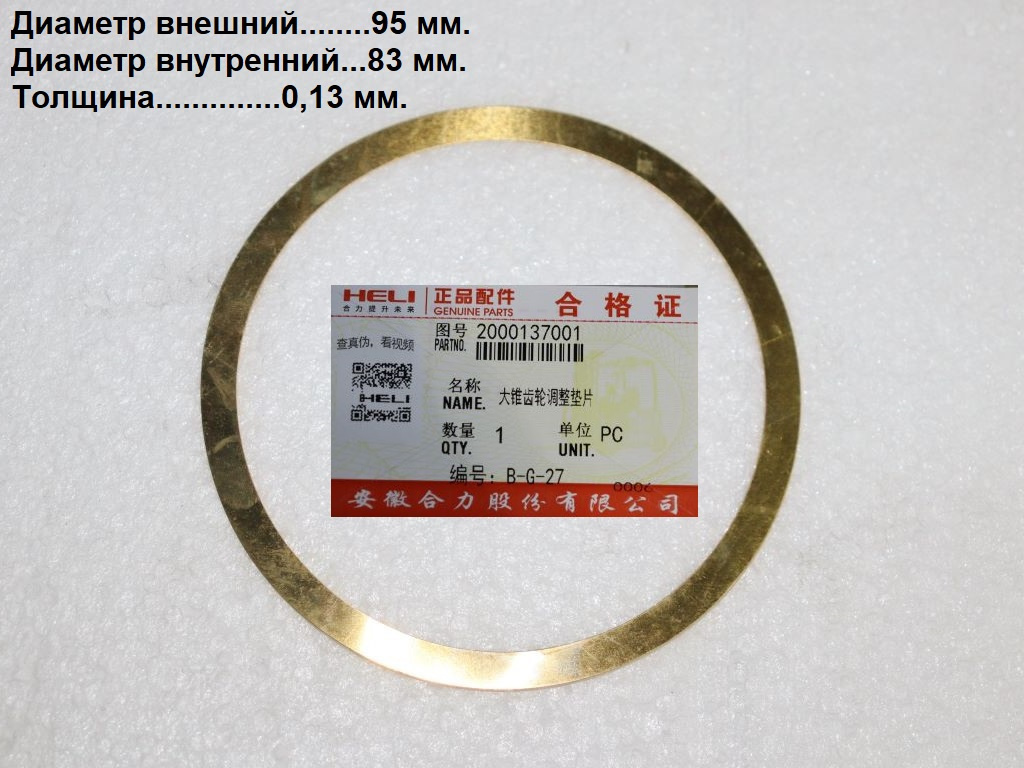 Диаметр внешний........95 мм.
Диаметр внутренний...83 мм.
Толщина..............0,13 мм.
HELI 正品配件 合格证
合力提升未来 GENUINE PARTS
图号 2000137001
PARTNO.
查真伪，看视频
名称 大锥齿轮调整垫片
NAME.
HELI
数量 1 单位 PC
QTY. UNIT.
编号：B-G-27
0006
安徽合力股份有限公司